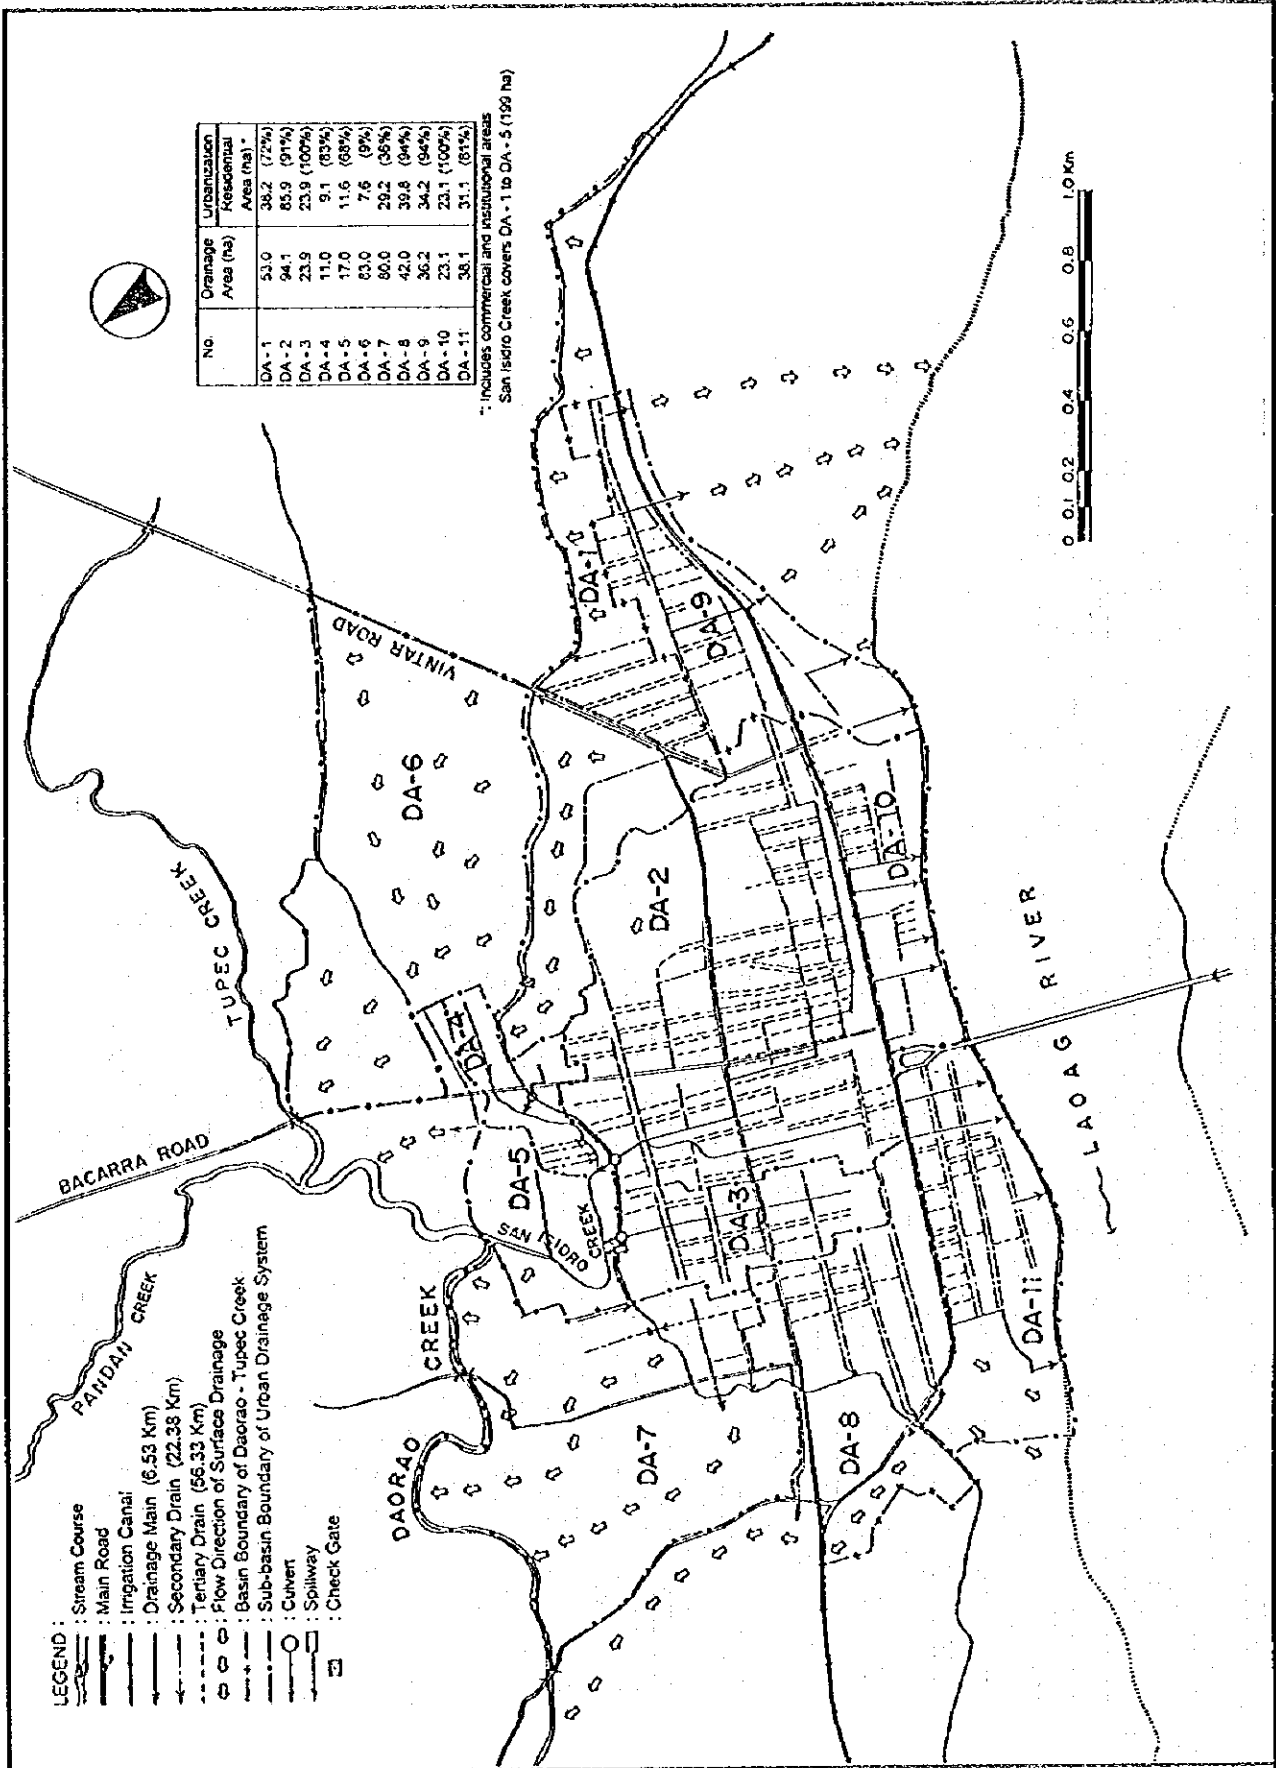 LEGEND :
: Stream Course
: Main Road
: Irrigation Canal
: Drainage Main (6.53 Km)
: Secondary Drain (22.38 Km)
: Tertiary Drain (56.33 Km)
: Flow Direction of Surface Drainage
: Basin Boundary of Daorao - Tupec Creek
: Sub-basin Boundary of Urban Drainage System
: Culvert
: Spillway
: Check Gate
No. Drainage Area (ha) Urbanization Residential Area (ha) *
DA - 1 53.0 38.2 (72%)
DA - 2 94.1 85.9 (91%)
DA - 3 23.9 23.9 (100%)
DA - 4 11.0 9.1 (83%)
DA - 5 17.0 11.6 (68%)
DA - 6 83.0 7.6 (9%)
DA - 7 80.0 29.2 (36%)
DA - 8 42.0 39.8 (94%)
DA - 9 36.2 34.2 (94%)
DA - 10 23.1 23.1 (100%)
DA - 11 38.1 31.1 (81%)
*: Includes commercial and institutional areas
San Isidro Creek covers DA - 1 to DA - 5 (199 ha)
PANDAN CREEK
BACARRA ROAD
TUPEC CREEK
VINTAR ROAD
DAORAO CREEK
SAN ISIDRO CREEK
DA-6
DA-4
DA-5
DA-1
DA-2
DA-9
DA-7
DA-3
DA-8
DA-10
DA-11
LAOAG RIVER
0 0.1 0.2 0.4 0.6 0.8 1.0 Km